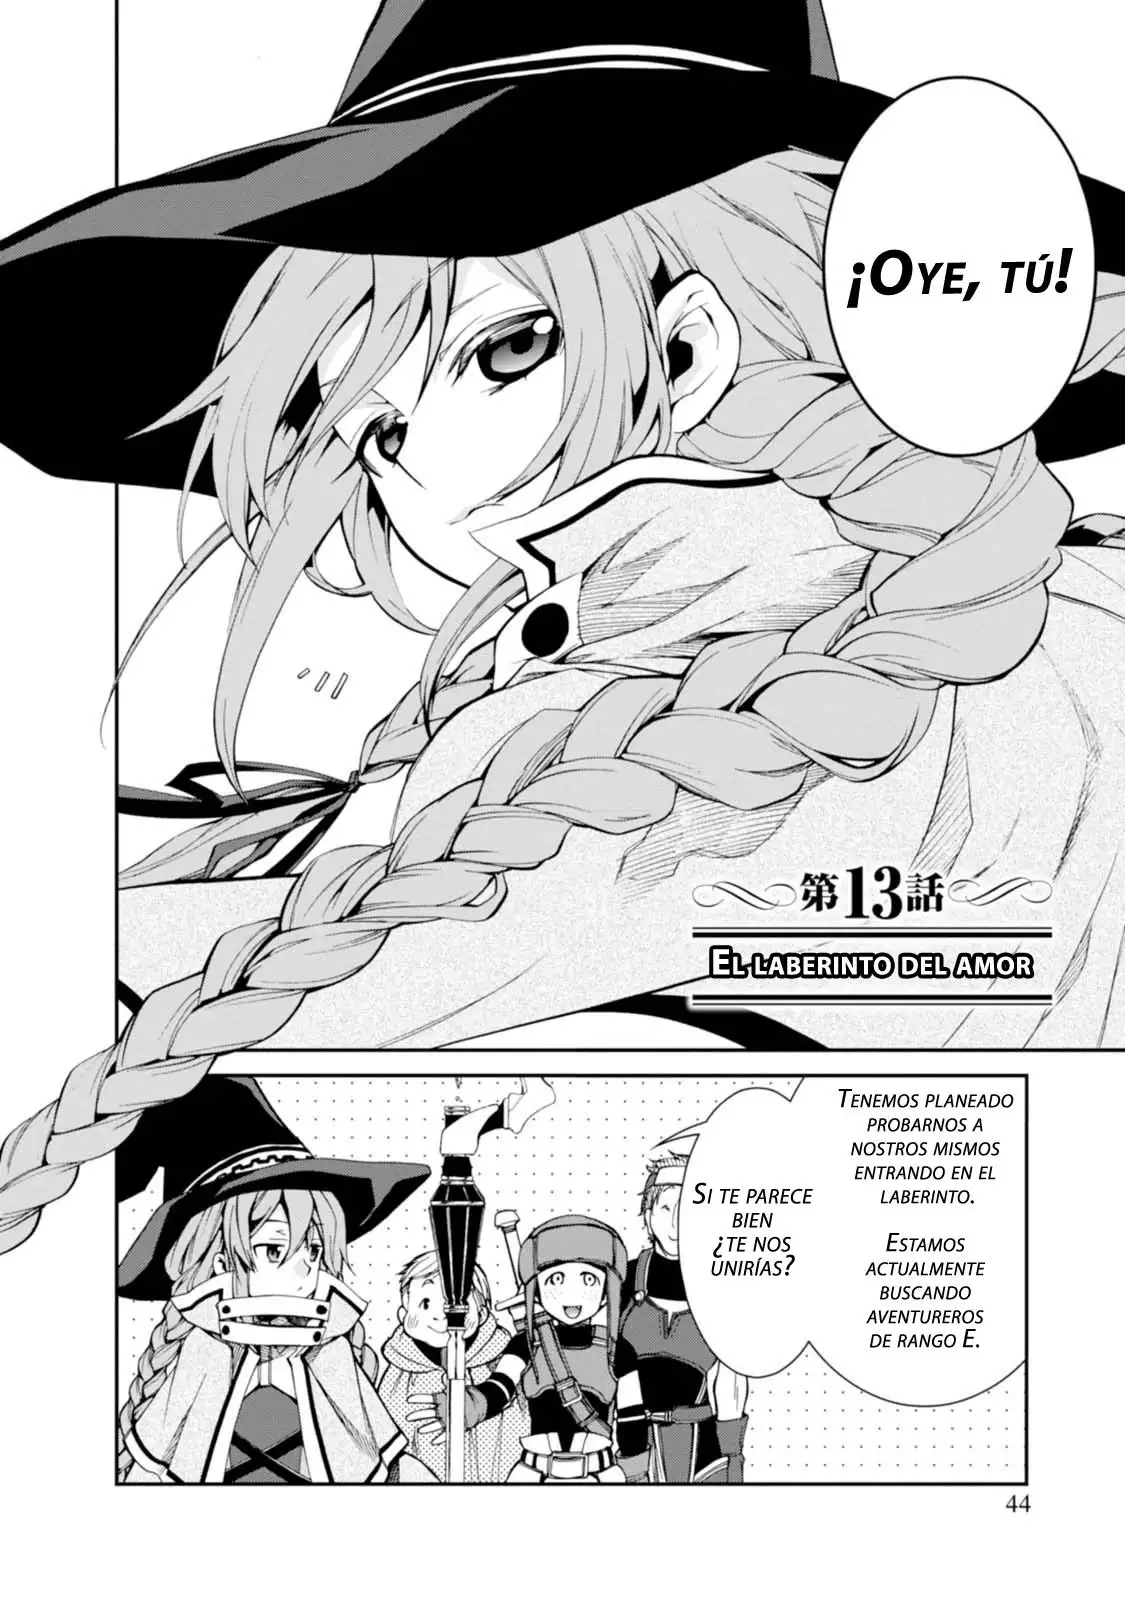 ¡OYE, TÚ!
第13話
EL LABERINTO DEL AMOR
TENEMOS PLANEADO
PROBARNOS A
NOSTROS MISMOS
ENTRANDO EN EL
LABERINTO.
ESTAMOS
ACTUALMENTE
BUSCANDO
AVENTUREROS
DE RANGO E.
SI TE PARECE
BIEN
¿TE NOS
UNIRÍAS?
44